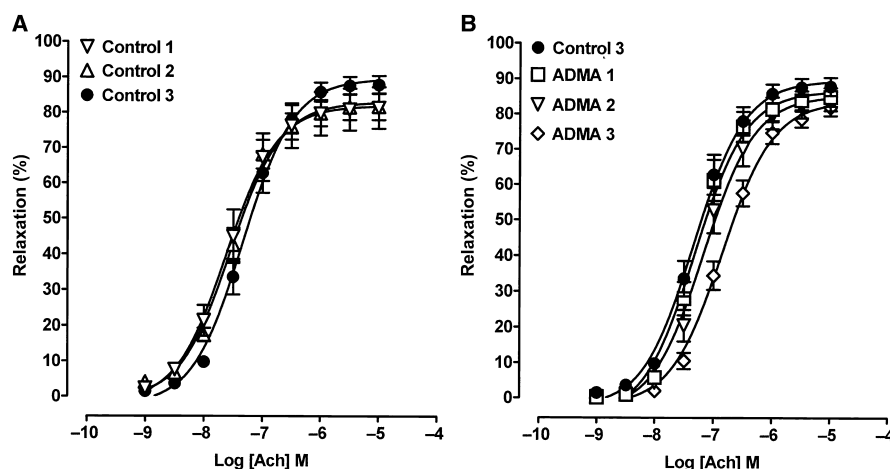 A
Control 1
Control 2
Control 3
Relaxation (%)
100
90
80
70
60
50
40
30
20
10
0
–10 –9 –8 –7 –6 –5 –4
Log [Ach] M
B
Control 3
ADMA 1
ADMA 2
ADMA 3
Relaxation (%)
100
90
80
70
60
50
40
30
20
10
0
–10 –9 –8 –7 –6 –5 –4
Log [Ach] M